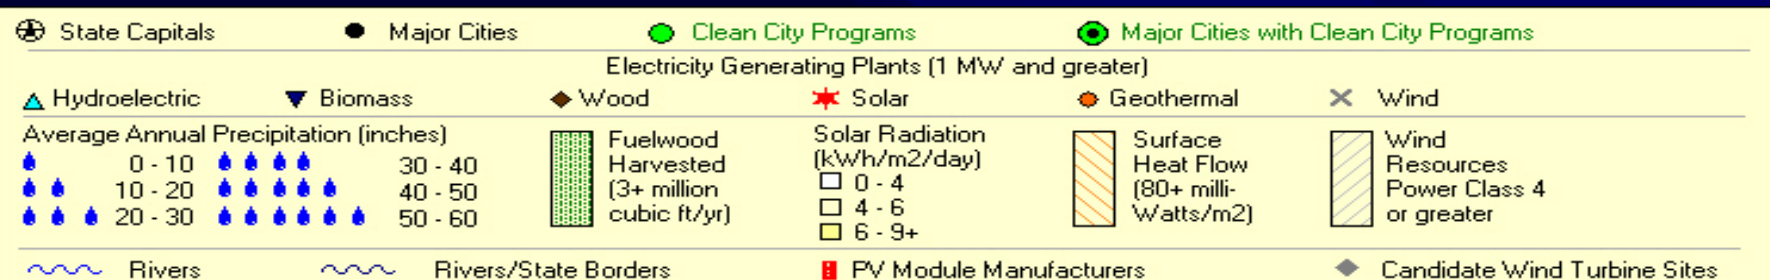 State Capitals Major Cities Clean City Programs Major Cities with Clean City Programs
Electricity Generating Plants (1 MW and greater)
Hydroelectric Biomass Wood Solar Geothermal Wind
Average Annual Precipitation (inches)
0 - 10 30 - 40
10 - 20 40 - 50
20 - 30 50 - 60
Fuelwood
Harvested
(3+ million
cubic ft/yr)
Solar Radiation
(kWh/m2/day)
0 - 4
4 - 6
6 - 9+
Surface
Heat Flow
(80+ milli-
Watts/m2)
Wind
Resources
Power Class 4
or greater
Rivers Rivers/State Borders PV Module Manufacturers Candidate Wind Turbine Sites